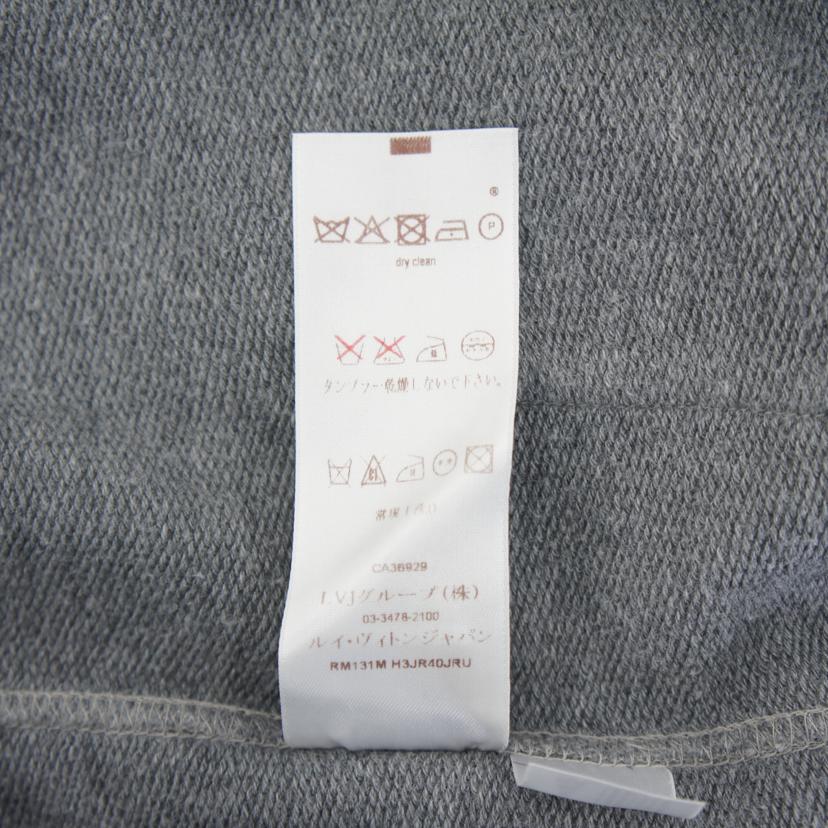 ®
P
dry clean
タンブラー乾燥しないで下さい。
CA36929
LVJグループ(株)
03-3478-2100
ルイ・ヴィトンジャパン
RM131M H3JR40JRU